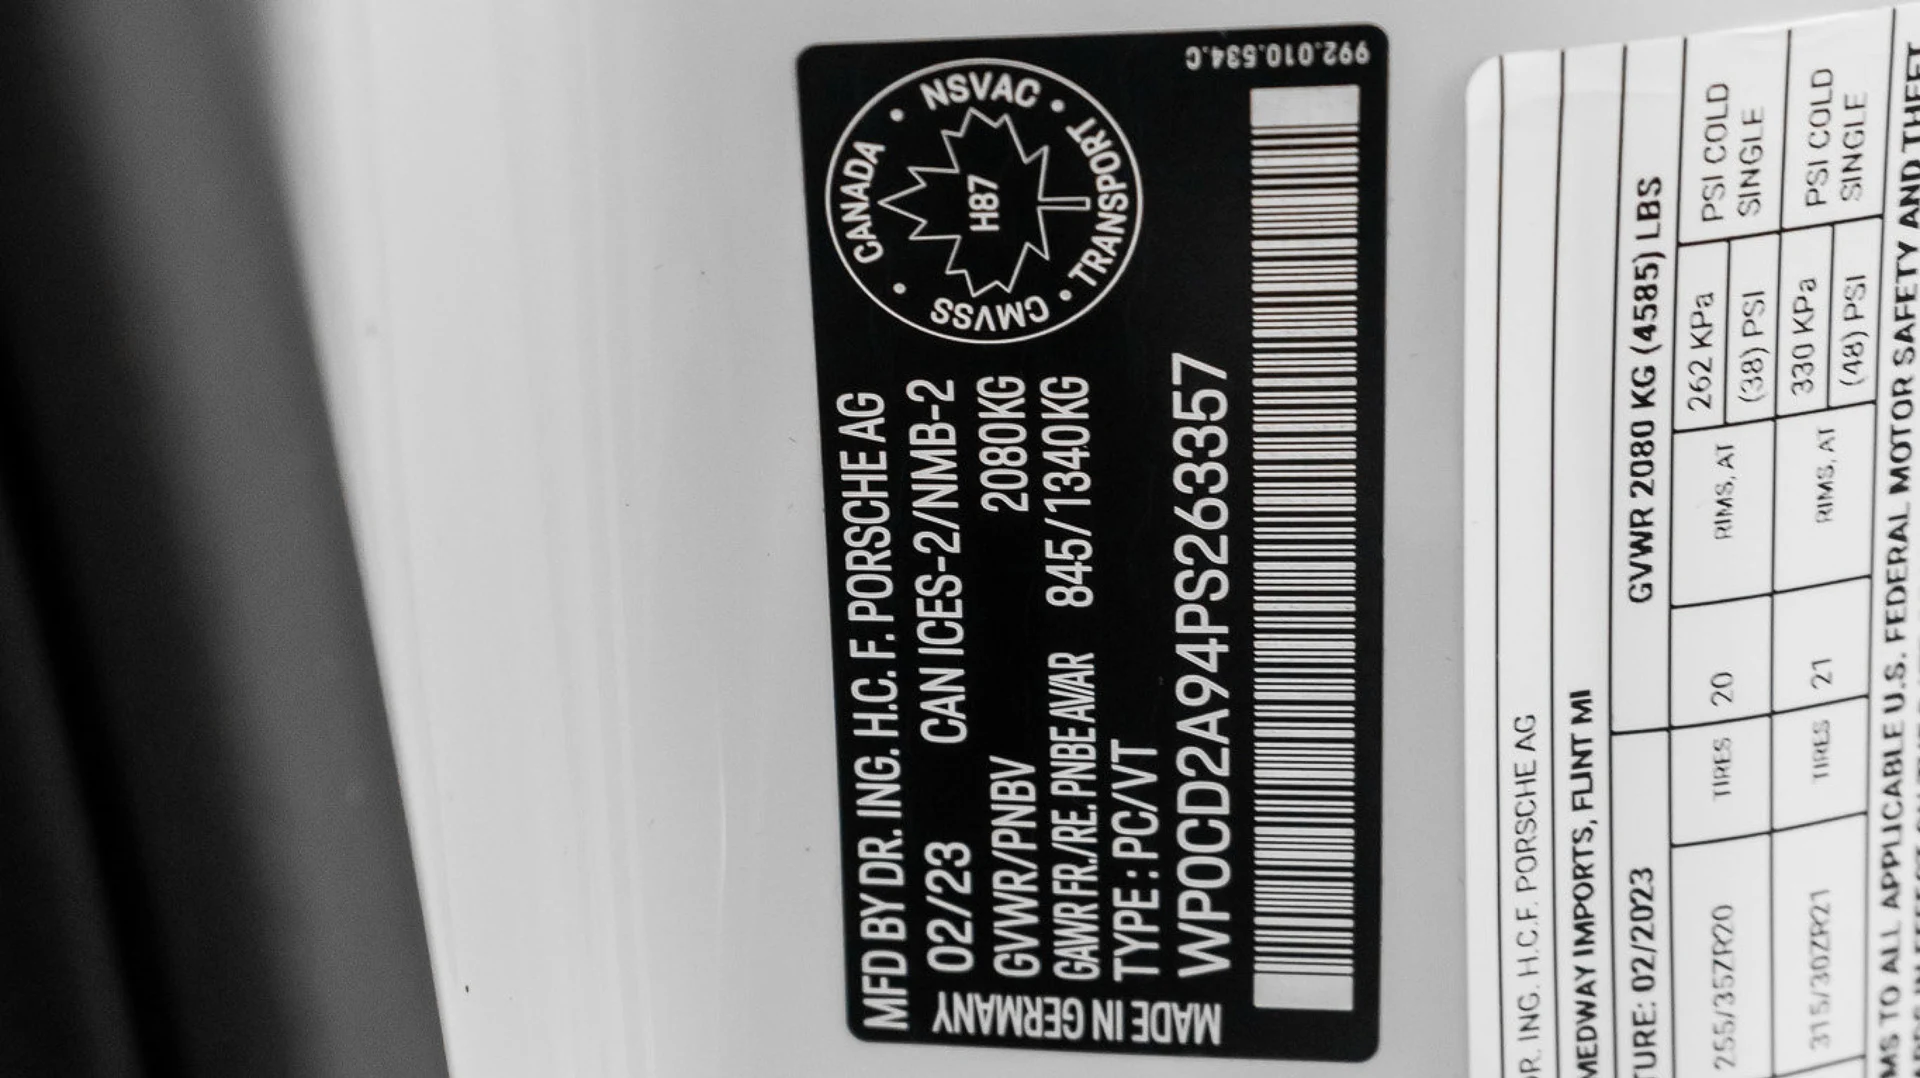 MFD BY DR. ING. H.C. F. PORSCHE AG
02/23 CAN ICES-2/NMB-2
GVWR/PNBV 2080KG
GAWR FR./RE. PNBE AV/AR 845/1340KG
TYPE: PC/VT
WP0CD2A94PS263357
MADE IN GERMANY
CANADA • NSVAC • TRANSPORT • CMVSS •
H87
992.010.534.C
DR. ING. H.C.F. PORSCHE AG
MEDWAY IMPORTS, FLINT MI
TURE: 02/2023 GVWR 2080 KG (4585) LBS
255/35ZR20 TIRES 20 RIMS, AT 262 KPa (38) PSI PSI COLD SINGLE
315/30ZR21 TIRES 21 RIMS, AT 330 KPa (48) PSI PSI COLD SINGLE
MS TO ALL APPLICABLE U.S. FEDERAL MOTOR SAFETY AND THEFT